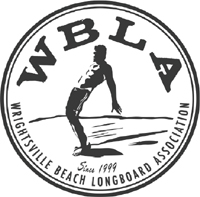 WBLA
Since 1999
WRIGHTSVILLE BEACH LONGBOARD ASSOCIATION